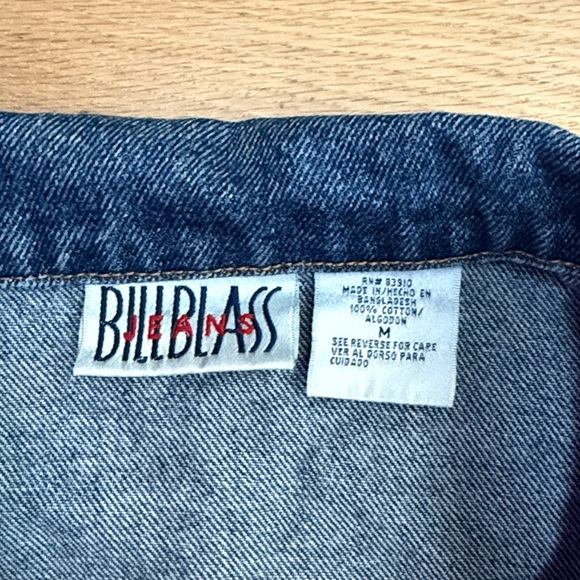 BILLBLASS
JEANS
RN# 83910
MADE IN/HECHO EN
BANGLADESH
100% COTTON/
ALGODON
M
SEE REVERSE FOR CARE
VER AL DORSO PARA
CUIDADO